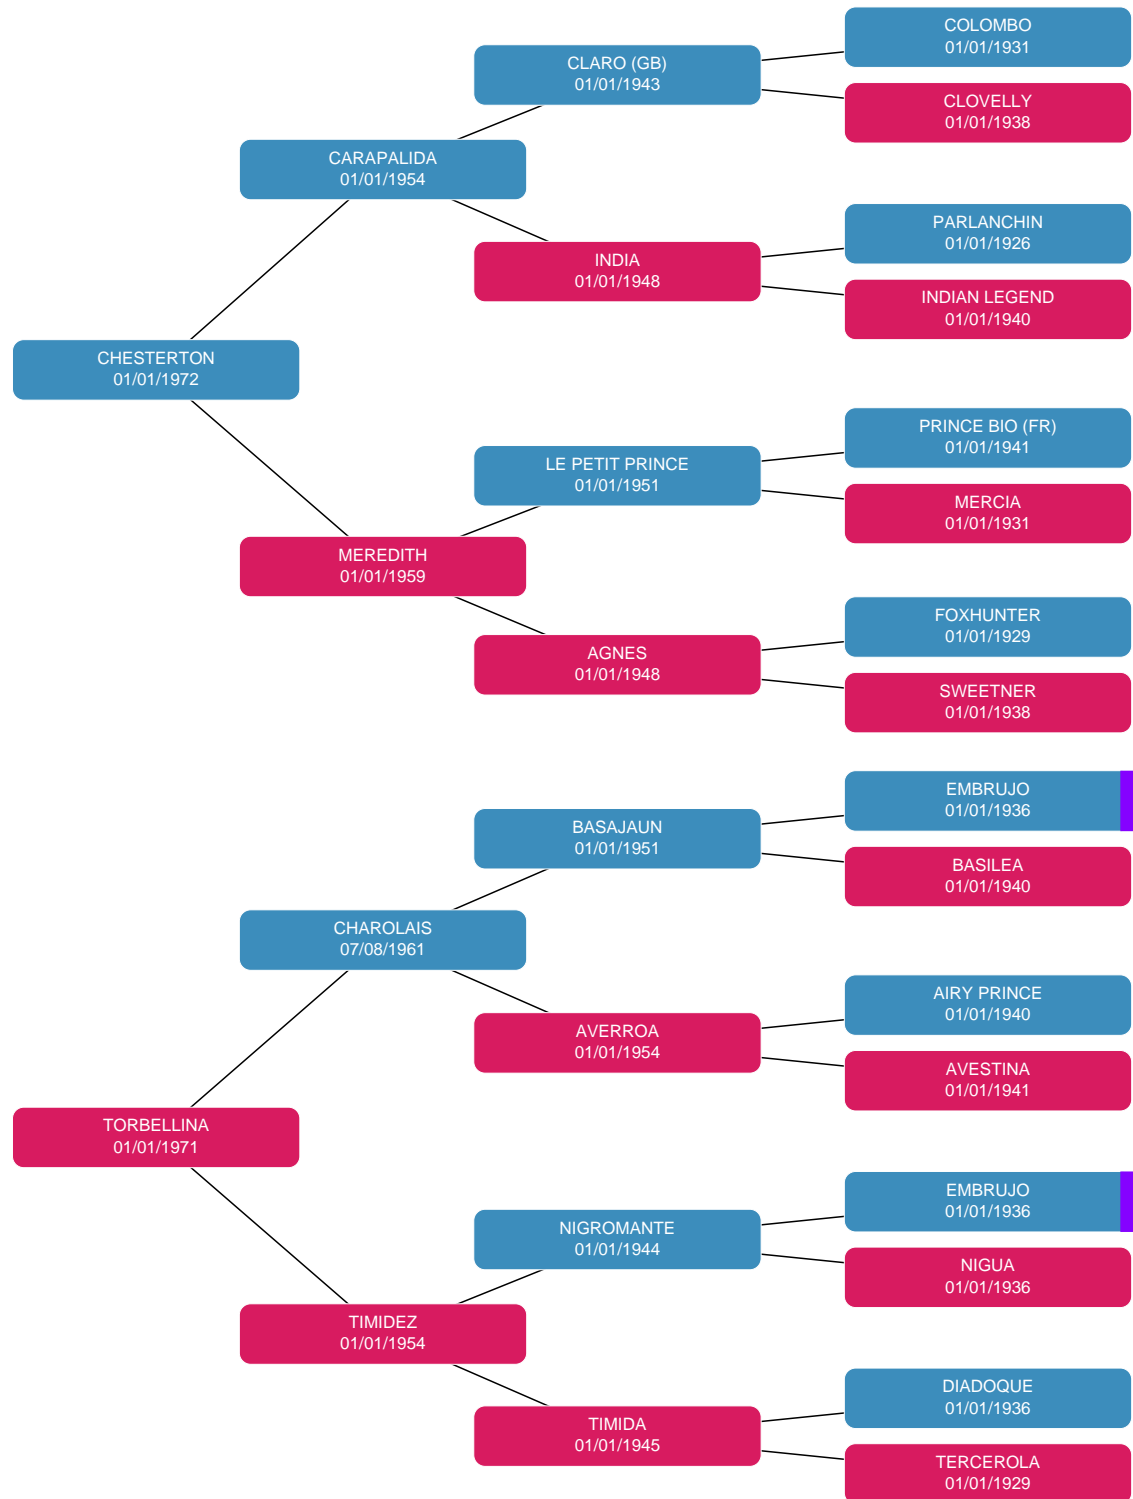 COLOMBO
01/01/1931
CLARO (GB)
01/01/1943
CLOVELLY
01/01/1938
CARAPALIDA
01/01/1954
PARLANCHIN
01/01/1926
INDIA
01/01/1948
INDIAN LEGEND
01/01/1940
CHESTERTON
01/01/1972
PRINCE BIO (FR)
01/01/1941
LE PETIT PRINCE
01/01/1951
MERCIA
01/01/1931
MEREDITH
01/01/1959
FOXHUNTER
01/01/1929
AGNES
01/01/1948
SWEETNER
01/01/1938
EMBRUJO
01/01/1936
BASAJAUN
01/01/1951
BASILEA
01/01/1940
CHAROLAIS
07/08/1961
AIRY PRINCE
01/01/1940
AVERROA
01/01/1954
AVESTINA
01/01/1941
TORBELLINA
01/01/1971
EMBRUJO
01/01/1936
NIGROMANTE
01/01/1944
NIGUA
01/01/1936
TIMIDEZ
01/01/1954
DIADOQUE
01/01/1936
TIMIDA
01/01/1945
TERCEROLA
01/01/1929